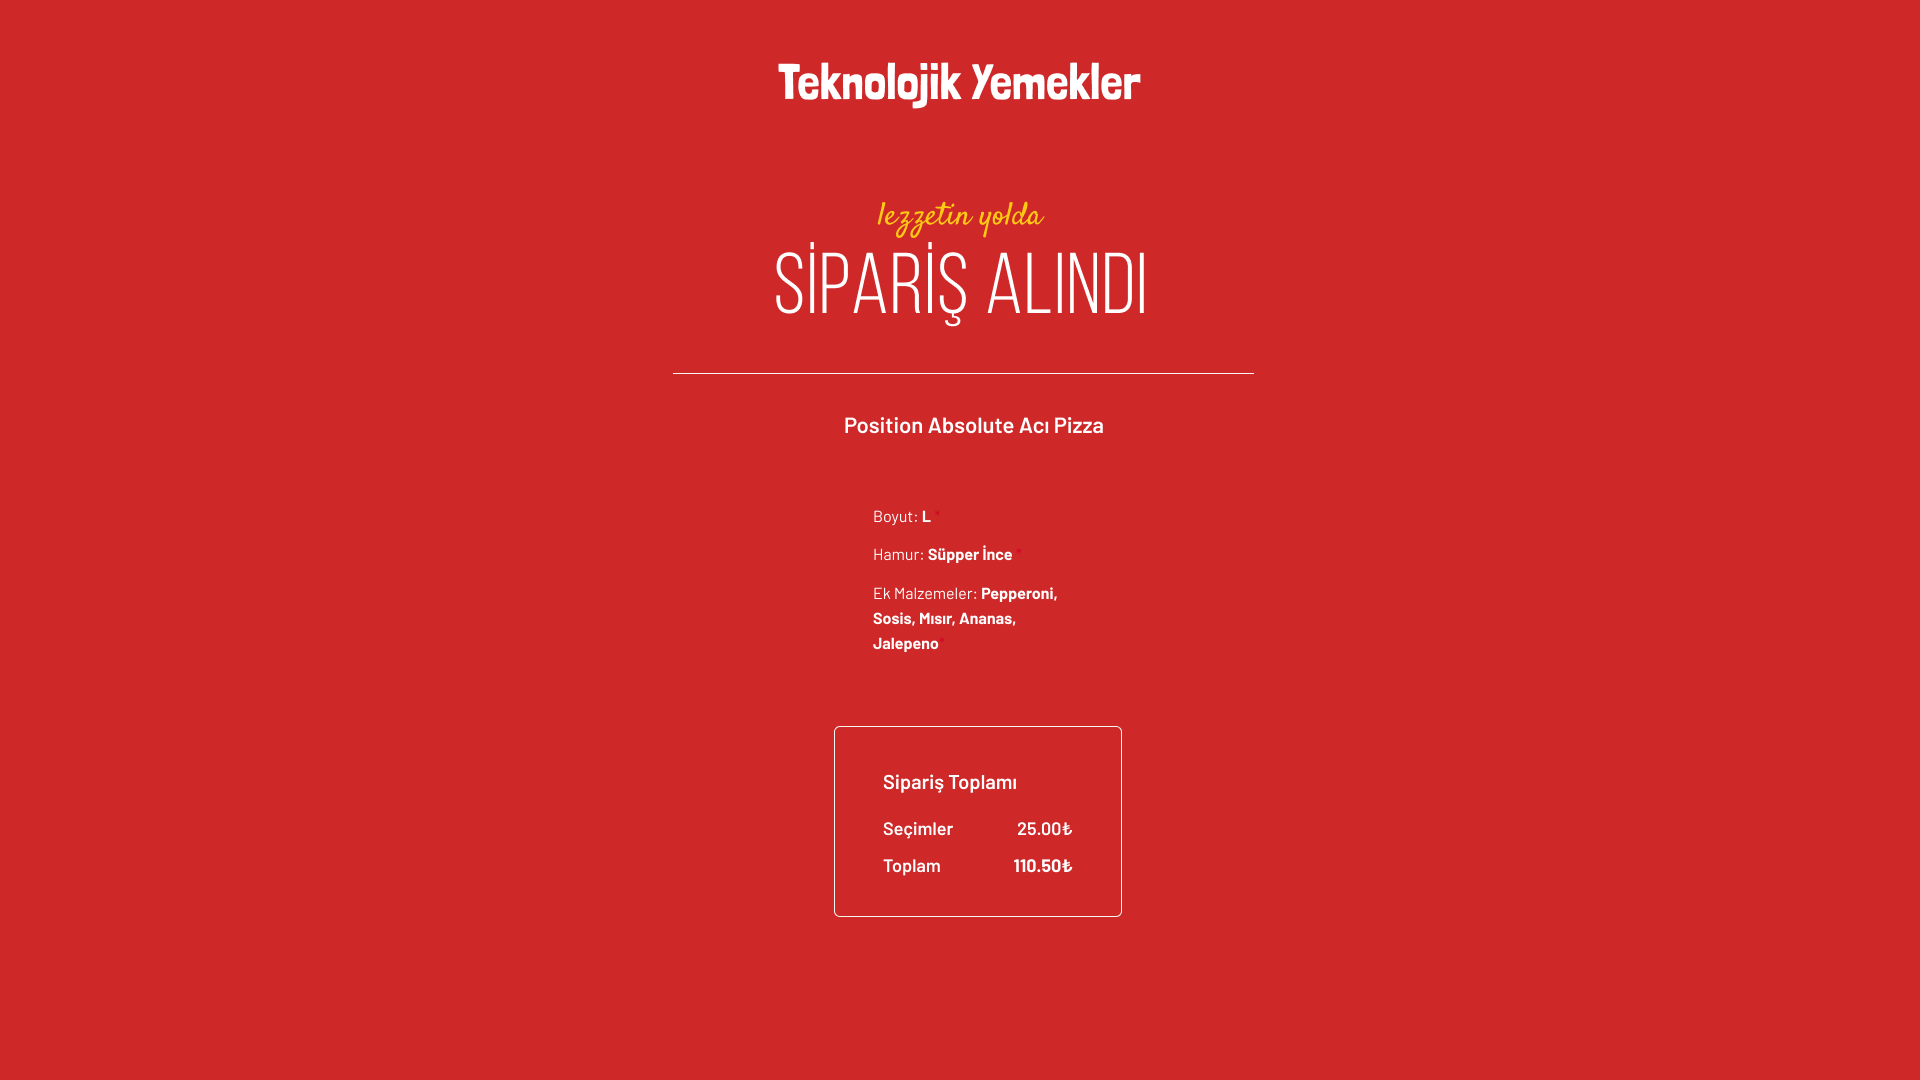 Teknolojik Yemekler
lezzetin yolda
SİPARİŞ ALINDI
Position Absolute Acı Pizza
Boyut: L *
Hamur: Süpper İnce *
Ek Malzemeler: Pepperoni,
Sosis, Mısır, Ananas,
Jalepeno*
Sipariş Toplamı
Seçimler 25.00₺
Toplam 110.50₺